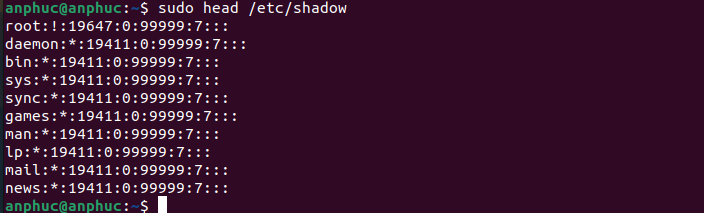 anphuc@anphuc:~$ sudo head /etc/shadow
root:!:19647:0:99999:7:::
daemon:*:19411:0:99999:7:::
bin:*:19411:0:99999:7:::
sys:*:19411:0:99999:7:::
sync:*:19411:0:99999:7:::
games:*:19411:0:99999:7:::
man:*:19411:0:99999:7:::
lp:*:19411:0:99999:7:::
mail:*:19411:0:99999:7:::
news:*:19411:0:99999:7:::
anphuc@anphuc:~$